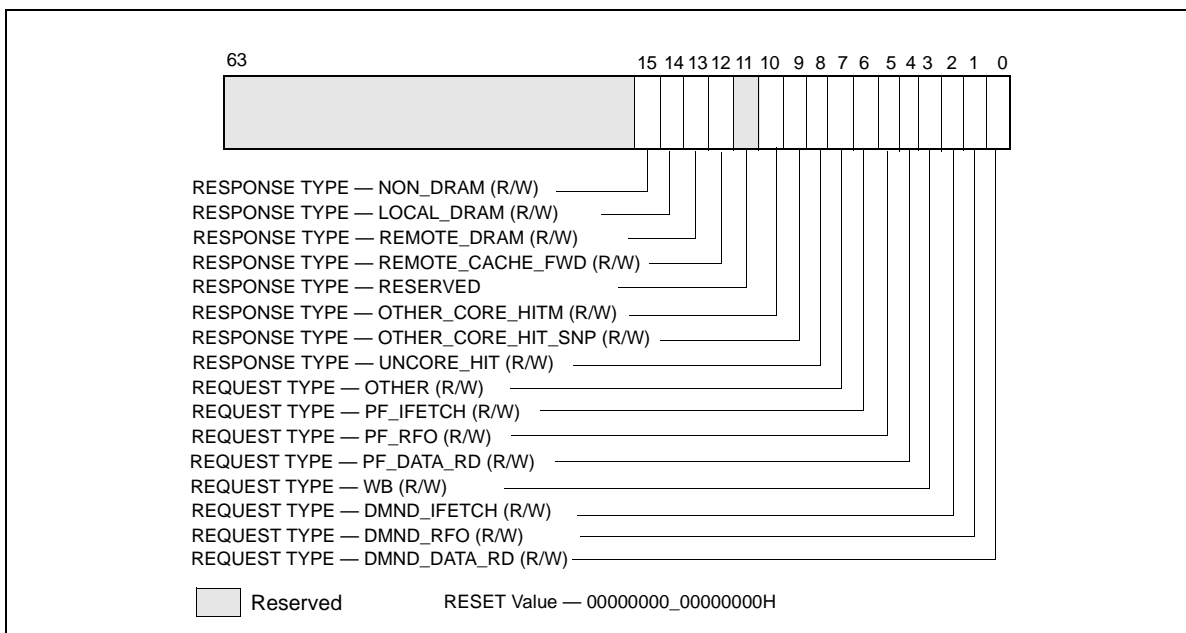 63 15 14 13 12 11 10 9 8 7 6 5 4 3 2 1 0
RESPONSE TYPE — NON_DRAM (R/W)
RESPONSE TYPE — LOCAL_DRAM (R/W)
RESPONSE TYPE — REMOTE_DRAM (R/W)
RESPONSE TYPE — REMOTE_CACHE_FWD (R/W)
RESPONSE TYPE — RESERVED
RESPONSE TYPE — OTHER_CORE_HITM (R/W)
RESPONSE TYPE — OTHER_CORE_HIT_SNP (R/W)
RESPONSE TYPE — UNCORE_HIT (R/W)
REQUEST TYPE — OTHER (R/W)
REQUEST TYPE — PF_IFETCH (R/W)
REQUEST TYPE — PF_RFO (R/W)
REQUEST TYPE — PF_DATA_RD (R/W)
REQUEST TYPE — WB (R/W)
REQUEST TYPE — DMND_IFETCH (R/W)
REQUEST TYPE — DMND_RFO (R/W)
REQUEST TYPE — DMND_DATA_RD (R/W)
Reserved RESET Value — 00000000_00000000H